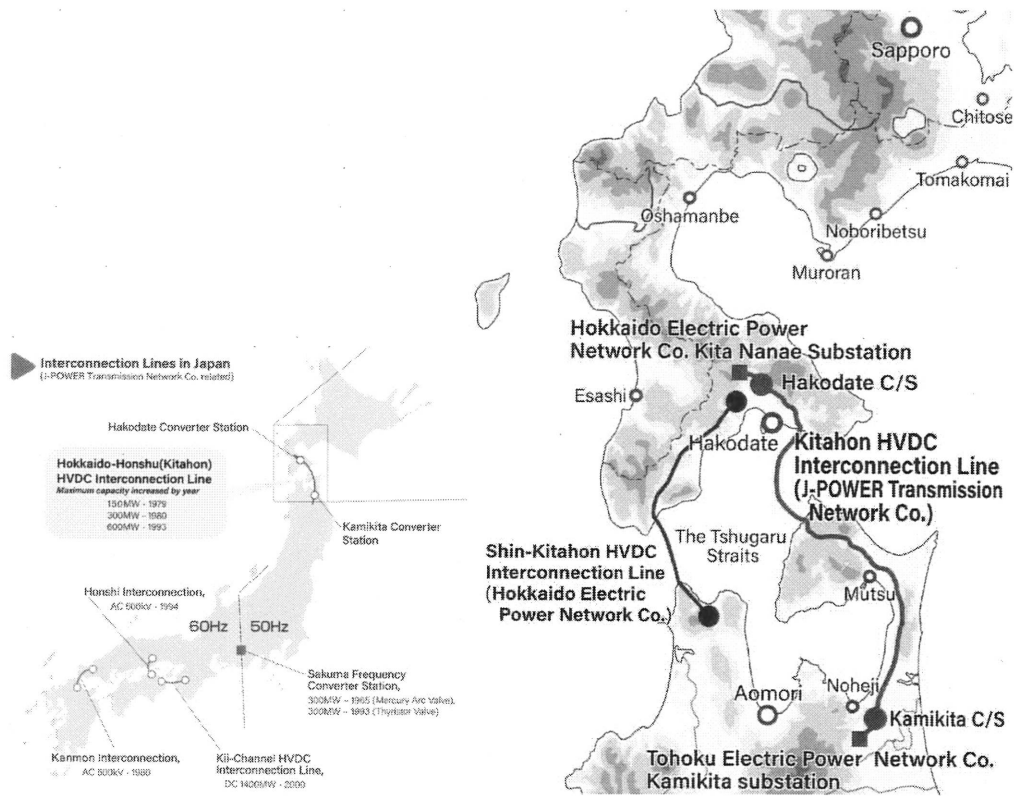 Interconnection Lines in Japan
(J-POWER Transmission Network Co. related)
Hakodate Converter Station
Hokkaido-Honshu(Kitahon)
HVDC Interconnection Line
Maximum capacity increased by year
150MW - 1979
300MW - 1980
600MW - 1993
Kamikita Converter
Station
Honshi Interconnection,
AC 500kV - 1994
60Hz
50Hz
Sakuma Frequency
Converter Station,
300MW - 1965 (Mercury Arc Valve),
300MW - 1993 (Thyristor Valve)
Kanmon Interconnection,
AC 500kV - 1980
Kii-Channel HVDC
Interconnection Line,
DC 1400MW - 2000
Sapporo
Chitose
Tomakomai
Oshamanbe
Noboribetsu
Muroran
Hokkaido Electric Power
Network Co. Kita Nanae Substation
Esashi
Hakodate C/S
Hakodate
Kitahon HVDC
Interconnection Line
(J-POWER Transmission
Network Co.)
The Tshugaru
Straits
Shin-Kitahon HVDC
Interconnection Line
(Hokkaido Electric
Power Network Co.)
Mutsu
Aomori
Noheji
Kamikita C/S
Tohoku Electric Power Network Co.
Kamikita substation